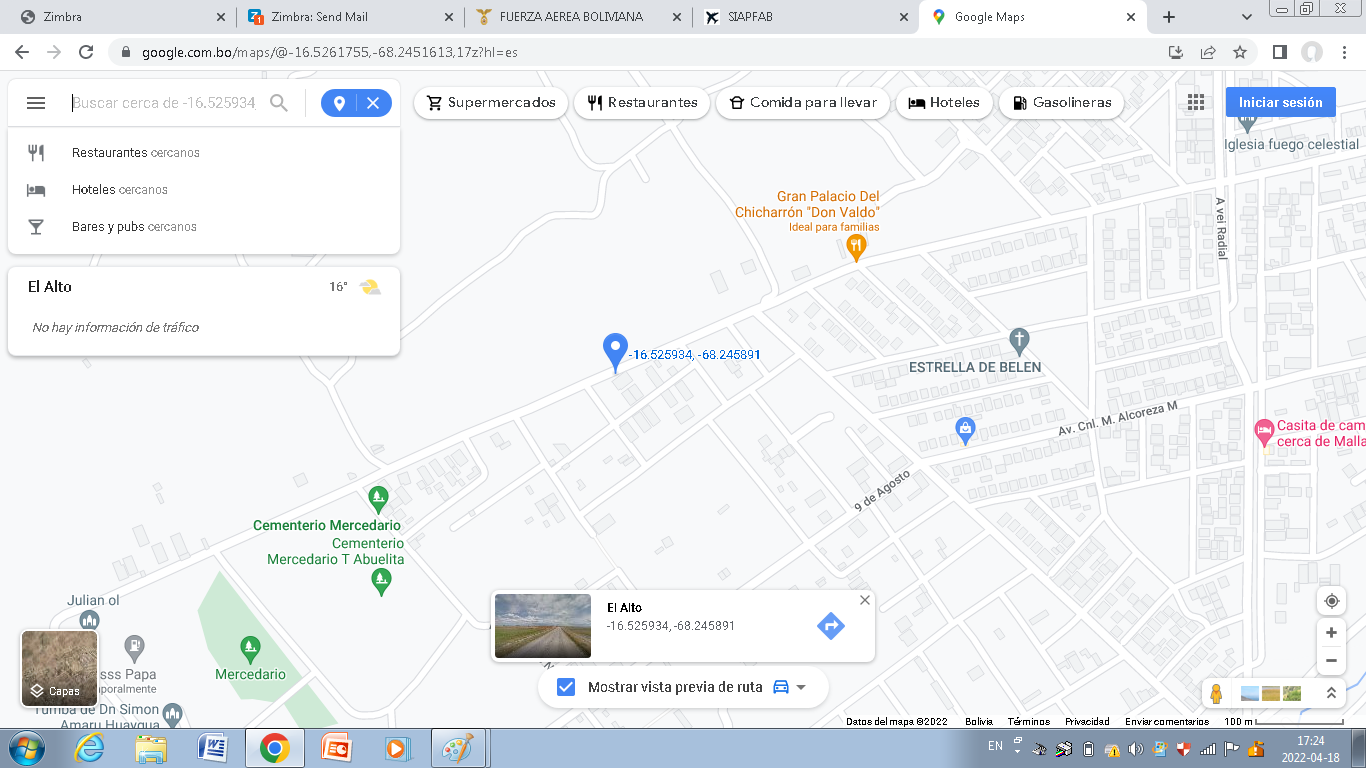 Zimbra
Zimbra: Send Mail
FUERZA AEREA BOLIVIANA
SIAPFAB
Google Maps
google.com.bo/maps/@-16.5261755,-68.2451613,17z?hl=es
Buscar cerca de -16.525934,
Supermercados
Restaurantes
Comida para llevar
Hoteles
Gasolineras
Iniciar sesión
Restaurantes cercanos
Hoteles cercanos
Bares y pubs cercanos
El Alto
16°
No hay información de tráfico
Iglesia fuego celestial
Gran Palacio Del
Chicharrón "Don Valdo"
Ideal para familias
A vei Radial
-16.525934, -68.245891
ESTRELLA DE BELEN
Av. Cnl. M. Alcoreza M
Casita de cam
cerca de Malla
9 de Agosto
Cementerio Mercedario
Cementerio
Mercedario T Abuelita
Julian ol
sss Papa
poralmente
Mercedario
Tumba de Dn Simon
Amaru Huayqua
Capas
El Alto
-16.525934, -68.245891
Mostrar vista previa de ruta
Datos del mapa ©2022
Bolivia
Términos
Privacidad
Enviar comentarios
100 m
EN
17:24
2022-04-18